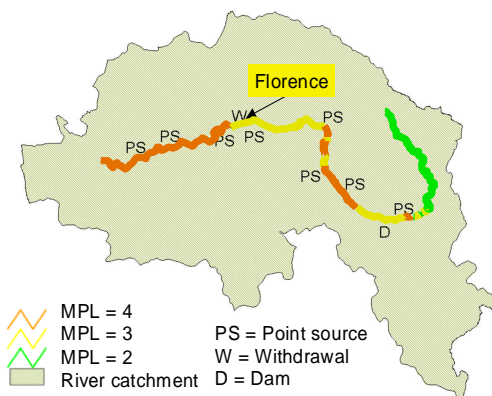 Florence
W
PS
PS
PS
PS
PS
PS
PS
PS
D
MPL = 4
MPL = 3
MPL = 2
River catchment
PS = Point source
W = Withdrawal
D = Dam